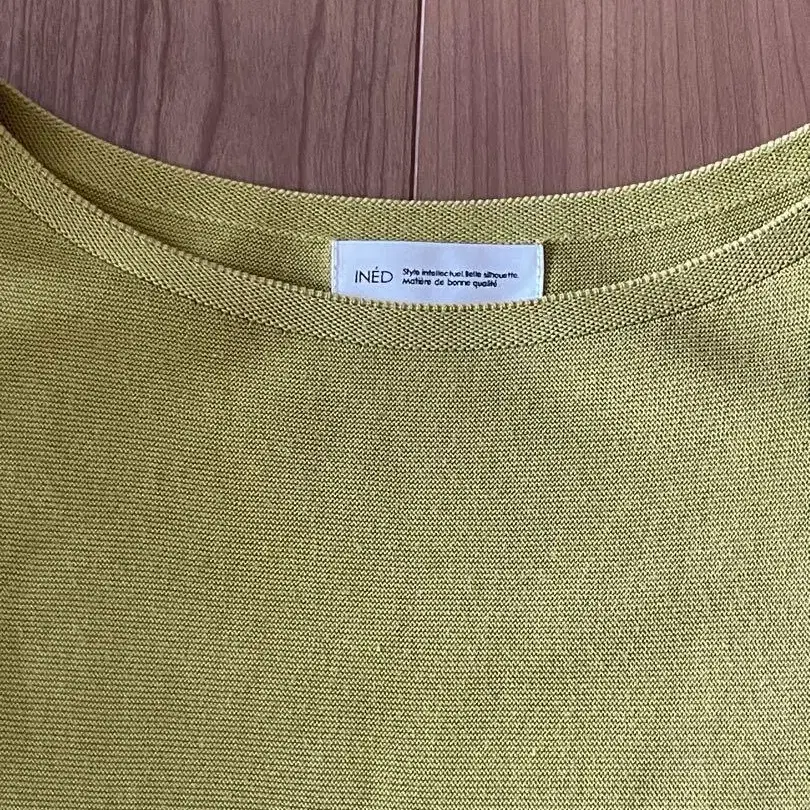 INÉD
Style intellectuel. Belle silhouette.
Matière de bonne qualité.